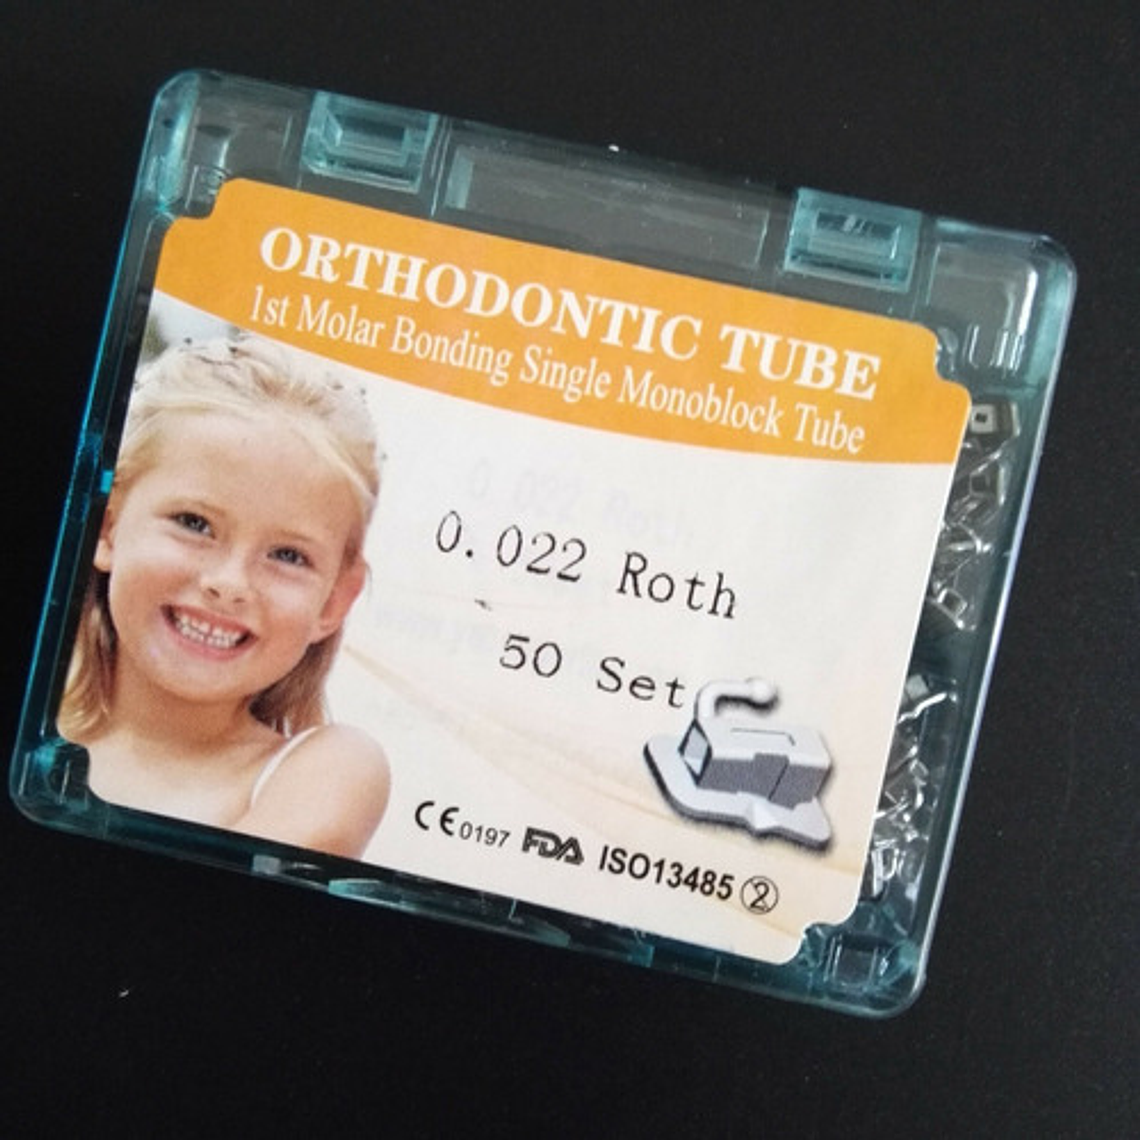 ORTHODONTIC TUBE
1st Molar Bonding Single Monoblock Tube
0.022 Roth
50 Set
CE0197 FDA ISO13485 ②